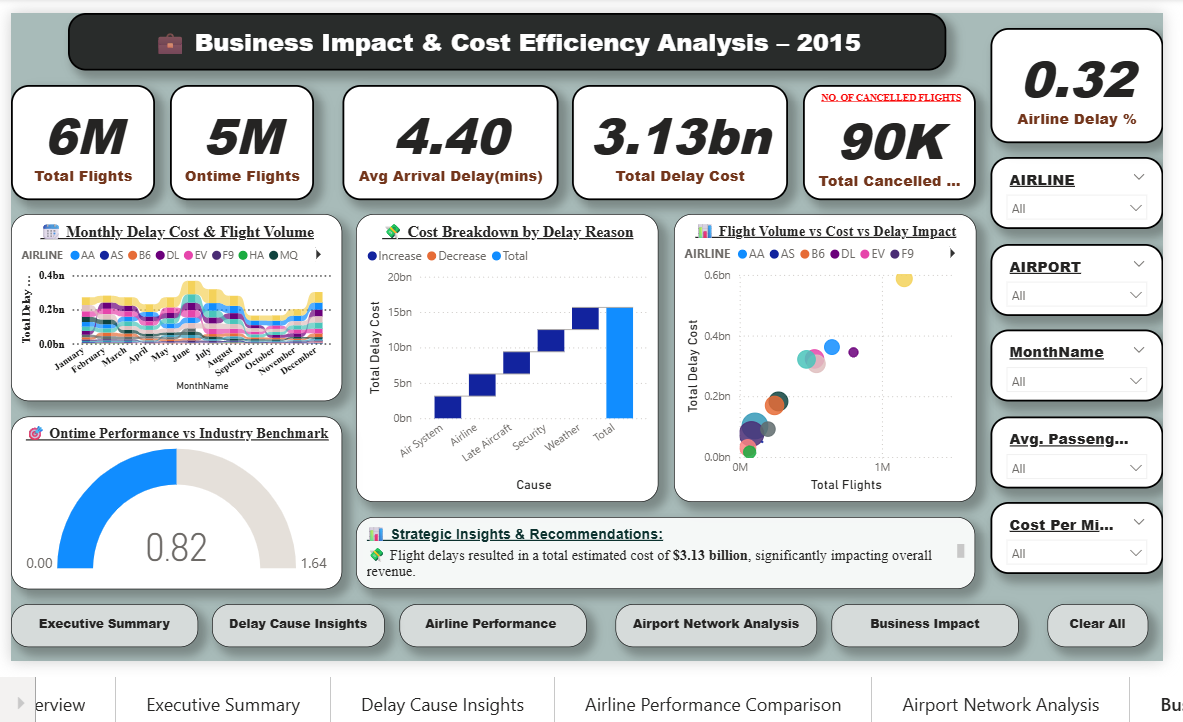 Business Impact & Cost Efficiency Analysis – 2015
6M
Total Flights
5M
Ontime Flights
4.40
Avg Arrival Delay(mins)
3.13bn
Total Delay Cost
NO. OF CANCELLED FLIGHTS
90K
Total Cancelled ...
0.32
Airline Delay %
AIRLINE
All
AIRPORT
All
MonthName
All
Avg. Passeng...
All
Cost Per Mi...
All
Monthly Delay Cost & Flight Volume
AIRLINE AA AS B6 DL EV F9 HA MQ
Total Delay ...
0.4bn
0.2bn
0.0bn
January February March April May June July August September October November December
MonthName
Cost Breakdown by Delay Reason
Increase Decrease Total
Total Delay Cost
20bn
15bn
10bn
5bn
0bn
Air System Airline Late Aircraft Security Weather Total
Cause
Flight Volume vs Cost vs Delay Impact
AIRLINE AA AS B6 DL EV F9
Total Delay Cost
0.6bn
0.4bn
0.2bn
0.0bn
0M 1M
Total Flights
Ontime Performance vs Industry Benchmark
0.82
0.00 1.64
Strategic Insights & Recommendations:
Flight delays resulted in a total estimated cost of $3.13 billion, significantly impacting overall
revenue.
Executive Summary Delay Cause Insights Airline Performance Airport Network Analysis Business Impact Clear All
erview Executive Summary Delay Cause Insights Airline Performance Comparison Airport Network Analysis Bu